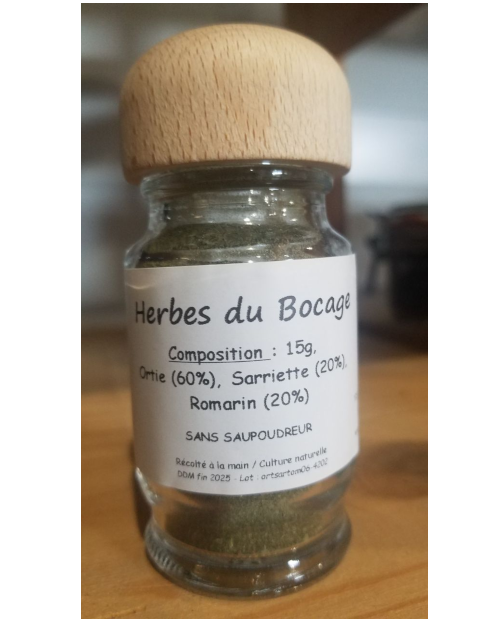 Herbes du Bocage
Composition : 15g,
Ortie (60%), Sarriette (20%),
Romarin (20%)
SANS SAUPOUDREUR
Récolté à la main / Culture naturelle
DDM fin 2025 - Lot :